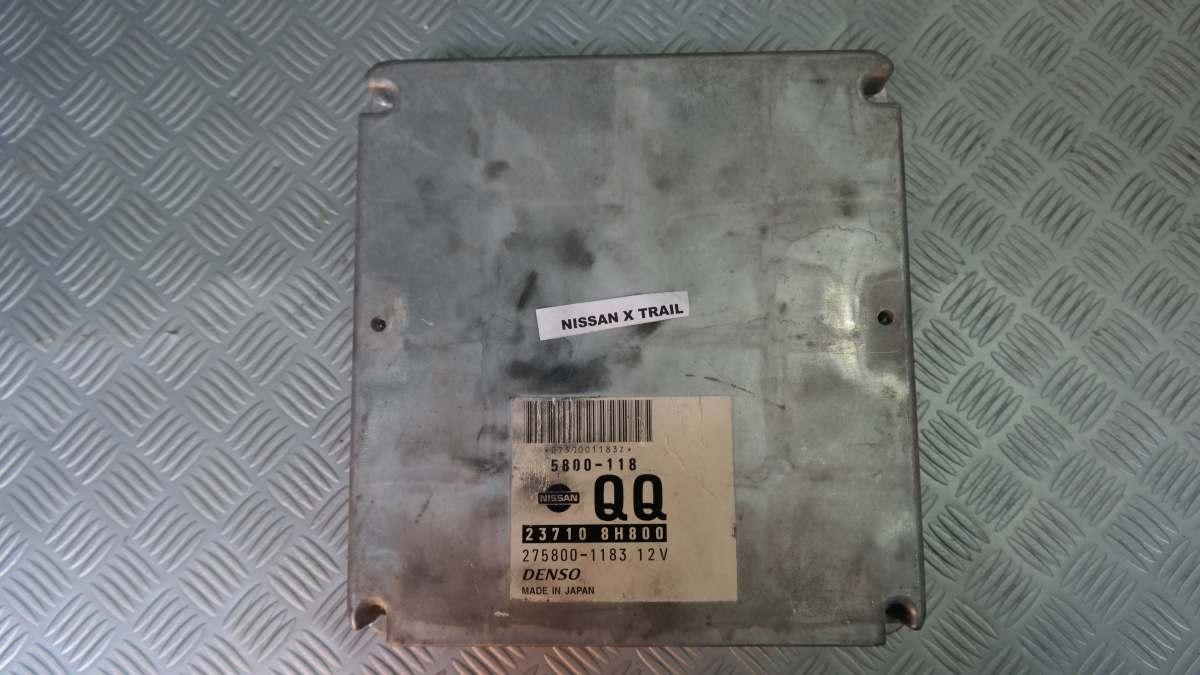 NISSAN X TRAIL
5800-118
NISSAN
QQ
23710 8H800
275800-1183 12V
DENSO
MADE IN JAPAN